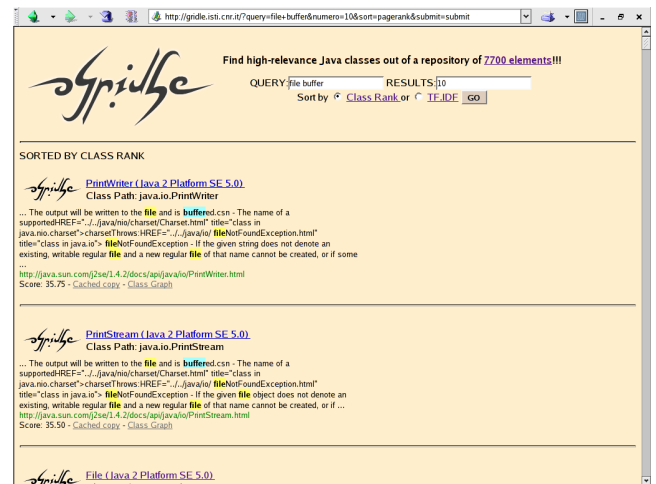 http://gridle.isti.cnr.it/?query=file+buffer&numero=10&sort=pagerank&submit=submit
Find high-relevance Java classes out of a repository of 7700 elements!!!
gridle
QUERY: file buffer RESULTS: 10
Sort by Class Rank or TF.IDF GO
SORTED BY CLASS RANK
gridle
PrintWriter (Java 2 Platform SE 5.0)
Class Path: java.io.PrintWriter
... The output will be written to the file and is buffered.csn - The name of a
supportedHREF="../../java/nio/charset/Charset.html" title="class in
java.nio.charset">charsetThrows:HREF="../../java/io/ fileNotFoundException.html"
title="class in java.io"> fileNotFoundException - If the given string does not denote an
existing, writable regular file and a new regular file of that name cannot be created, or if some
...
http://java.sun.com/j2se/1.4.2/docs/api/java/io/PrintWriter.html
Score: 35.75 - Cached copy - Class Graph
gridle
PrintStream (Java 2 Platform SE 5.0)
Class Path: java.io.PrintStream
... The output will be written to the file and is buffered.csn - The name of a
supportedHREF="../../java/nio/charset/Charset.html" title="class in
java.nio.charset">charsetThrows:HREF="../../java/io/ fileNotFoundException.html"
title="class in java.io"> fileNotFoundException - If the given file object does not denote an
existing, writable regular file and a new regular file of that name cannot be created, or if ...
http://java.sun.com/j2se/1.4.2/docs/api/java/io/PrintStream.html
Score: 35.50 - Cached copy - Class Graph
gridle
File (Java 2 Platform SE 5.0)